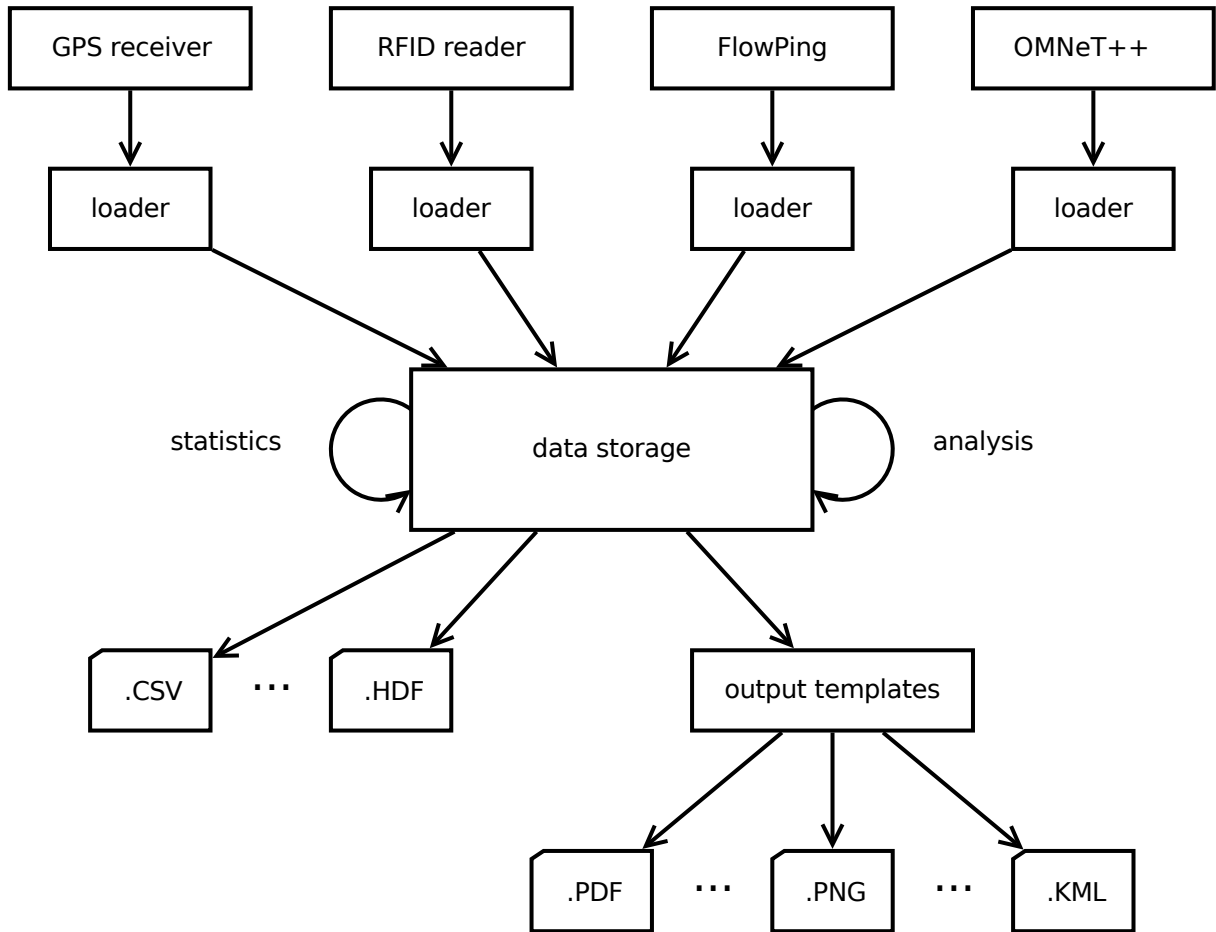 GPS receiver
RFID reader
FlowPing
OMNeT++
loader
loader
loader
loader
statistics
data storage
analysis
.CSV
...
.HDF
output templates
.PDF
...
.PNG
...
.KML